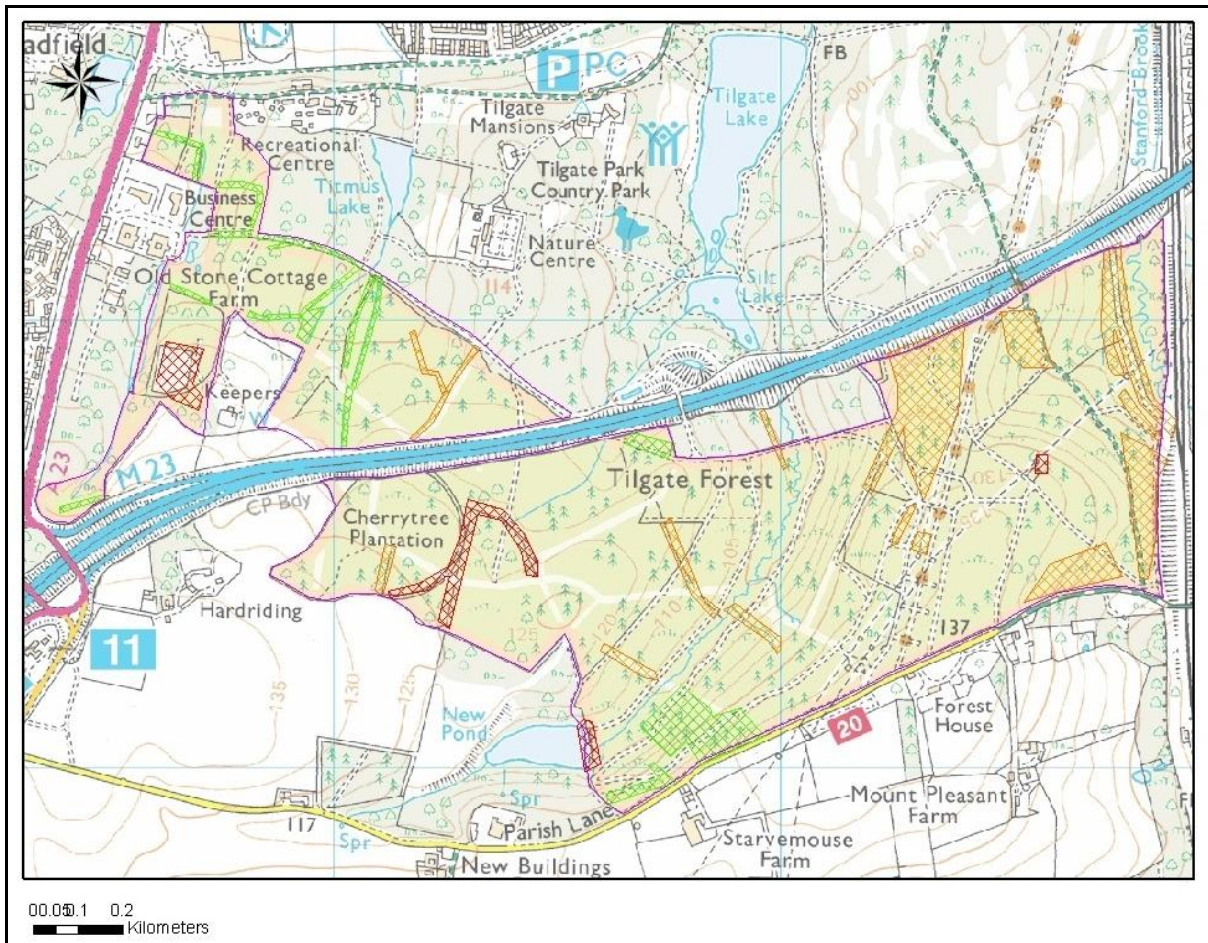 adfield
P PC
FB
Stanford Brook
Tilgate
Mansions
Tilgate
Lake
Recreational
Centre
100
Titmus
Lake
Tilgate Park
Country Park
Business
Centre
Nature
Centre
110
Old Stone Cottage
Farm
114
Silt
Lake
Keepers
W
23
M 23
CP Bdy
Tilgate Forest
130
135
Cherrytree
Plantation
105
110
Hardriding
125
120
137
11
135
130
125
New
Pond
20
Forest
House
Spr
Mount Pleasant
Farm
117
Spr
Parish Lane
Starvemouse
Farm
New Buildings
0 0.05 0.1 0.2
Kilometers